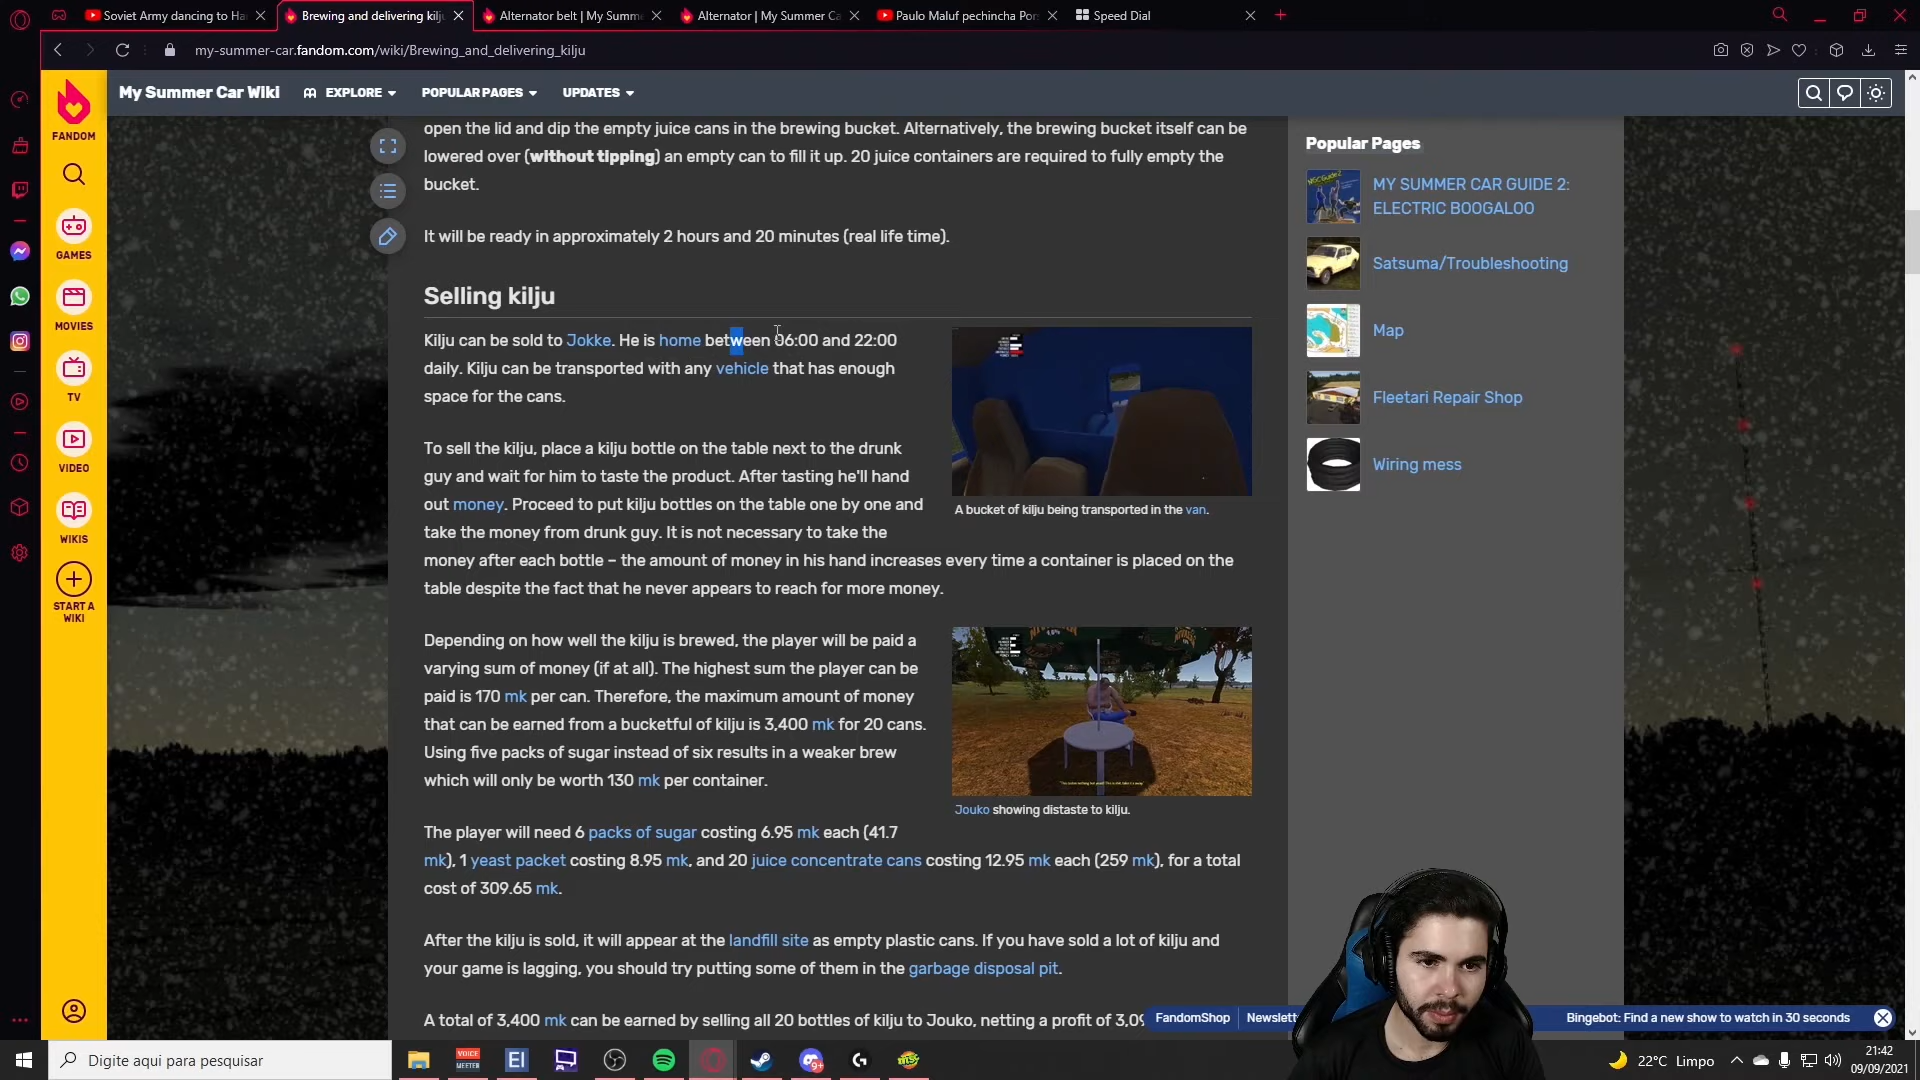 Soviet Army dancing to Ha
Brewing and delivering kilju
Alternator belt | My Summ
Alternator | My Summer Ca
Paulo Maluf pechincha Por
Speed Dial
my-summer-car.fandom.com/wiki/Brewing_and_delivering_kilju
My Summer Car Wiki
EXPLORE
POPULAR PAGES
UPDATES
FANDOM
GAMES
MOVIES
TV
VIDEO
WIKIS
START A
WIKI
open the lid and dip the empty juice cans in the brewing bucket. Alternatively, the brewing bucket itself can be
lowered over (without tipping) an empty can to fill it up. 20 juice containers are required to fully empty the
bucket.
It will be ready in approximately 2 hours and 20 minutes (real life time).
Selling kilju
Kilju can be sold to Jokke. He is home between 06:00 and 22:00
daily. Kilju can be transported with any vehicle that has enough
space for the cans.
To sell the kilju, place a kilju bottle on the table next to the drunk
guy and wait for him to taste the product. After tasting he'll hand
out money. Proceed to put kilju bottles on the table one by one and
take the money from drunk guy. It is not necessary to take the
money after each bottle – the amount of money in his hand increases every time a container is placed on the
table despite the fact that he never appears to reach for more money.
A bucket of kilju being transported in the van.
Depending on how well the kilju is brewed, the player will be paid a
varying sum of money (if at all). The highest sum the player can be
paid is 170 mk per can. Therefore, the maximum amount of money
that can be earned from a bucketful of kilju is 3,400 mk for 20 cans.
Using five packs of sugar instead of six results in a weaker brew
which will only be worth 130 mk per container.
Jouko showing distaste to kilju.
The player will need 6 packs of sugar costing 6.95 mk each (41.7
mk), 1 yeast packet costing 8.95 mk, and 20 juice concentrate cans costing 12.95 mk each (259 mk), for a total
cost of 309.65 mk.
After the kilju is sold, it will appear at the landfill site as empty plastic cans. If you have sold a lot of kilju and
your game is lagging, you should try putting some of them in the garbage disposal pit.
A total of 3,400 mk can be earned by selling all 20 bottles of kilju to Jouko, netting a profit of 3,09
Popular Pages
MY SUMMER CAR GUIDE 2:
ELECTRIC BOOGALOO
Satsuma/Troubleshooting
Map
Fleetari Repair Shop
Wiring mess
FandomShop
Newslett
Bingebot: Find a new show to watch in 30 seconds
Digite aqui para pesquisar
VOICE
MEETER
EI
9+
22°C Limpo
21:42
09/09/2021